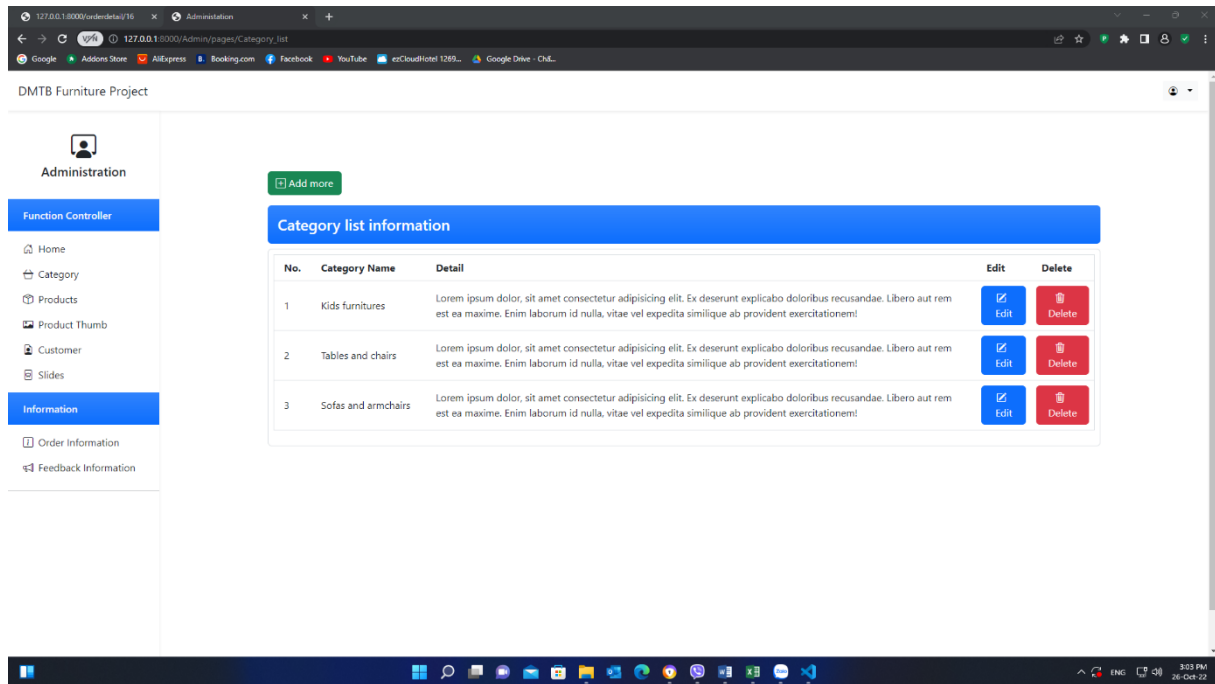 127.0.0.1:8000/orderdetail/16
Administation
VPN 127.0.0.1:8000/Admin/pages/Category_list
Google Addons Store AliExpress Booking.com Facebook YouTube ezCloudHotel 1269... Google Drive - Chả...
DMTB Furniture Project
Administration
Function Controller
Home
Category
Products
Product Thumb
Customer
Slides
Information
Order Information
Feedback Information
Add more
Category list information
No. Category Name Detail Edit Delete
1 Kids furnitures Lorem ipsum dolor, sit amet consectetur adipisicing elit. Ex deserunt explicabo doloribus recusandae. Libero aut rem
est ea maxime. Enim laborum id nulla, vitae vel expedita similique ab provident exercitationem!
Edit Delete
2 Tables and chairs Lorem ipsum dolor, sit amet consectetur adipisicing elit. Ex deserunt explicabo doloribus recusandae. Libero aut rem
est ea maxime. Enim laborum id nulla, vitae vel expedita similique ab provident exercitationem!
Edit Delete
3 Sofas and armchairs Lorem ipsum dolor, sit amet consectetur adipisicing elit. Ex deserunt explicabo doloribus recusandae. Libero aut rem
est ea maxime. Enim laborum id nulla, vitae vel expedita similique ab provident exercitationem!
Edit Delete
ENG 3:03 PM
26-Oct-22